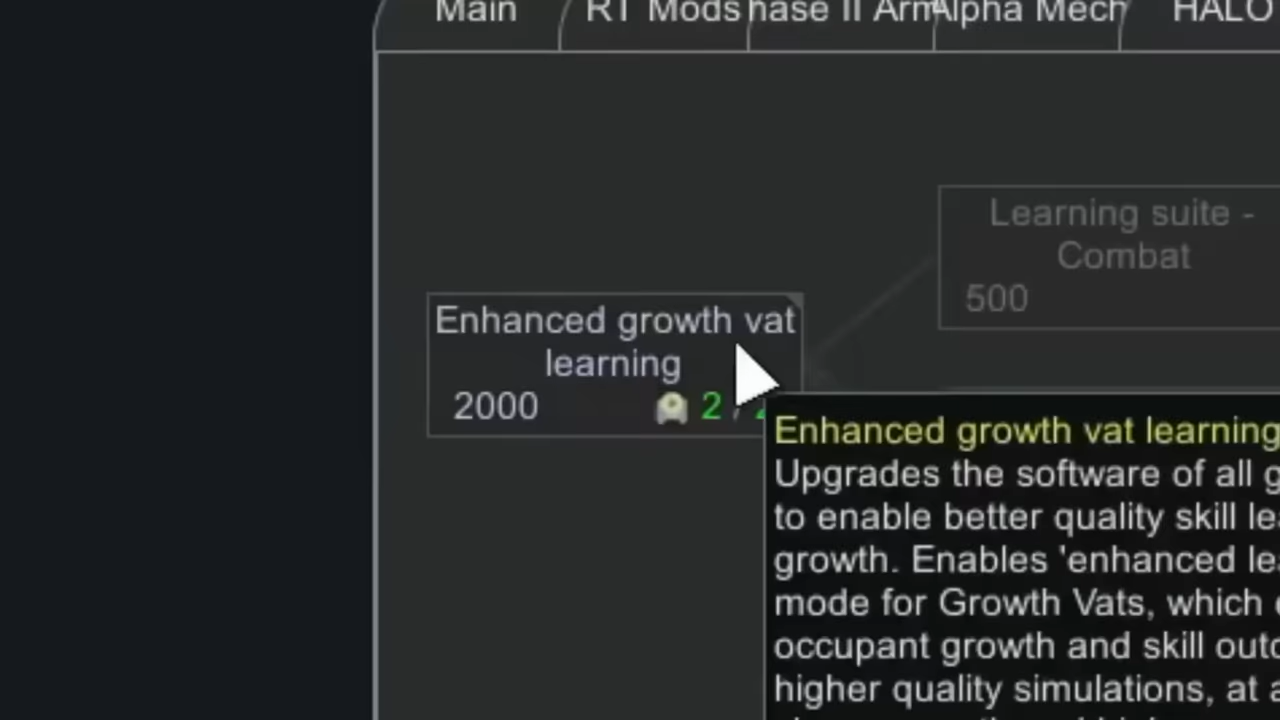 Main RT Mods hase II Arm Alpha Mech HALO
Learning suite -
Combat
500
Enhanced growth vat
learning
2000 2 / 2
Enhanced growth vat learning
Upgrades the software of all g
to enable better quality skill le
growth. Enables 'enhanced lea
mode for Growth Vats, which
occupant growth and skill outc
higher quality simulations, at a